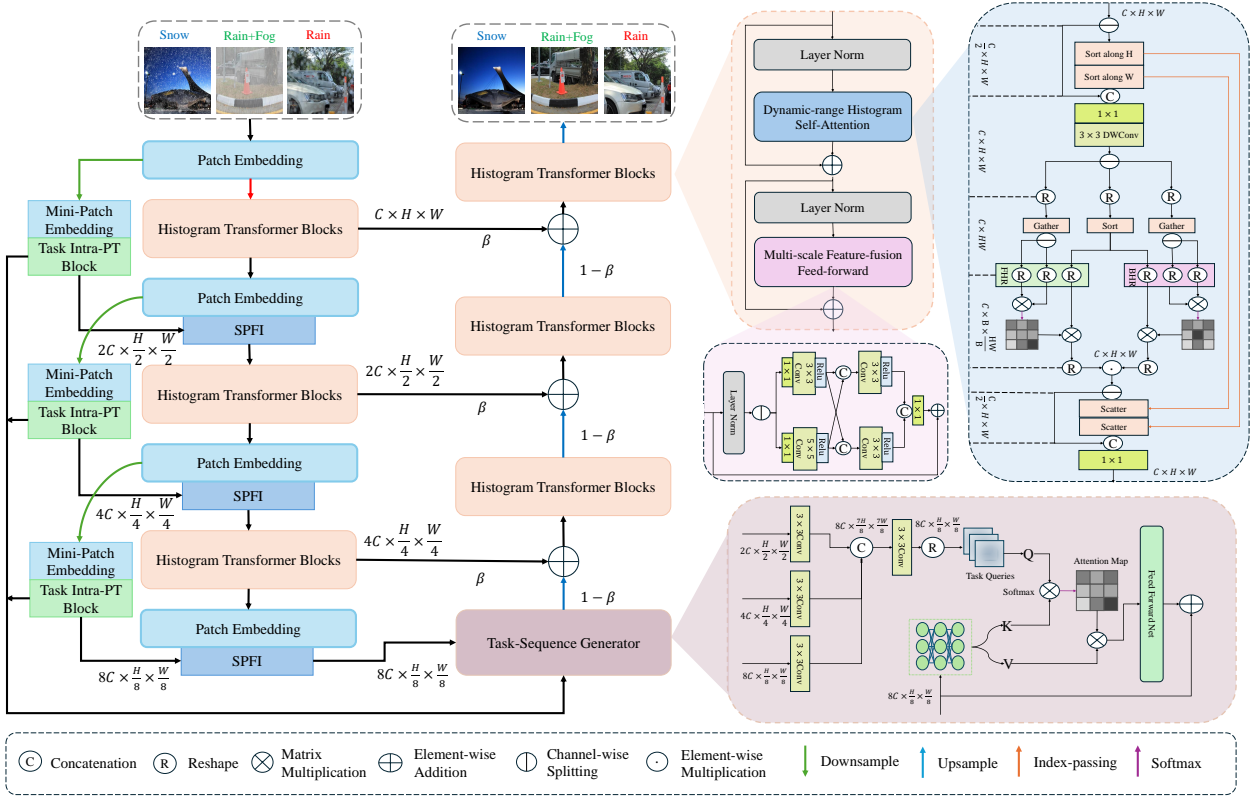 Snow Rain+Fog Rain
Patch Embedding
Mini-Patch
Embedding
Task Intra-PT
Block
Histogram Transformer Blocks
C × H × W
β
Patch Embedding
SPFI
2C × H/2 × W/2
Mini-Patch
Embedding
Task Intra-PT
Block
Histogram Transformer Blocks
2C × H/2 × W/2
β
Patch Embedding
SPFI
4C × H/4 × W/4
Mini-Patch
Embedding
Task Intra-PT
Block
Histogram Transformer Blocks
4C × H/4 × W/4
β
Patch Embedding
SPFI
8C × H/8 × W/8
8C × H/8 × W/8
Snow Rain+Fog Rain
Histogram Transformer Blocks
1 − β
Histogram Transformer Blocks
1 − β
Histogram Transformer Blocks
1 − β
Task-Sequence Generator
Layer Norm
Dynamic-range Histogram
Self-Attention
Layer Norm
Multi-scale Feature-fusion
Feed-forward
Layer Norm
1 × 1
3 × 3
Conv
Relu
C
3 × 3
Conv
Relu
1 × 1
5 × 5
Conv
Relu
C
3 × 3
Conv
Relu
C
1 × 1
C × H × W
C/2 × H × W
Sort along H
Sort along W
C
1 × 1
3 × 3 DWConv
C × H × W
R R R
Gather Sort Gather
C × HW
FHR
R R R
BHR
R R R
C × B × HW/B
C × H × W
R · R
C/2 × H × W
Scatter
Scatter
C
1 × 1
C × H × W
2C × H/2 × W/2
3 × 3Conv
4C × H/4 × W/4
3 × 3Conv
8C × H/8 × W/8
3 × 3Conv
C
8C × 7H/8 × 7W/8
3 × 3Conv
R
8C × H/8 × W/8
Task Queries
Q
Softmax
Attention Map
K
V
8C × H/8 × W/8
Feed Forward Net
C Concatenation
R Reshape
Matrix
Multiplication
Element-wise
Addition
Channel-wise
Splitting
Element-wise
Multiplication
Downsample
Upsample
Index-passing
Softmax